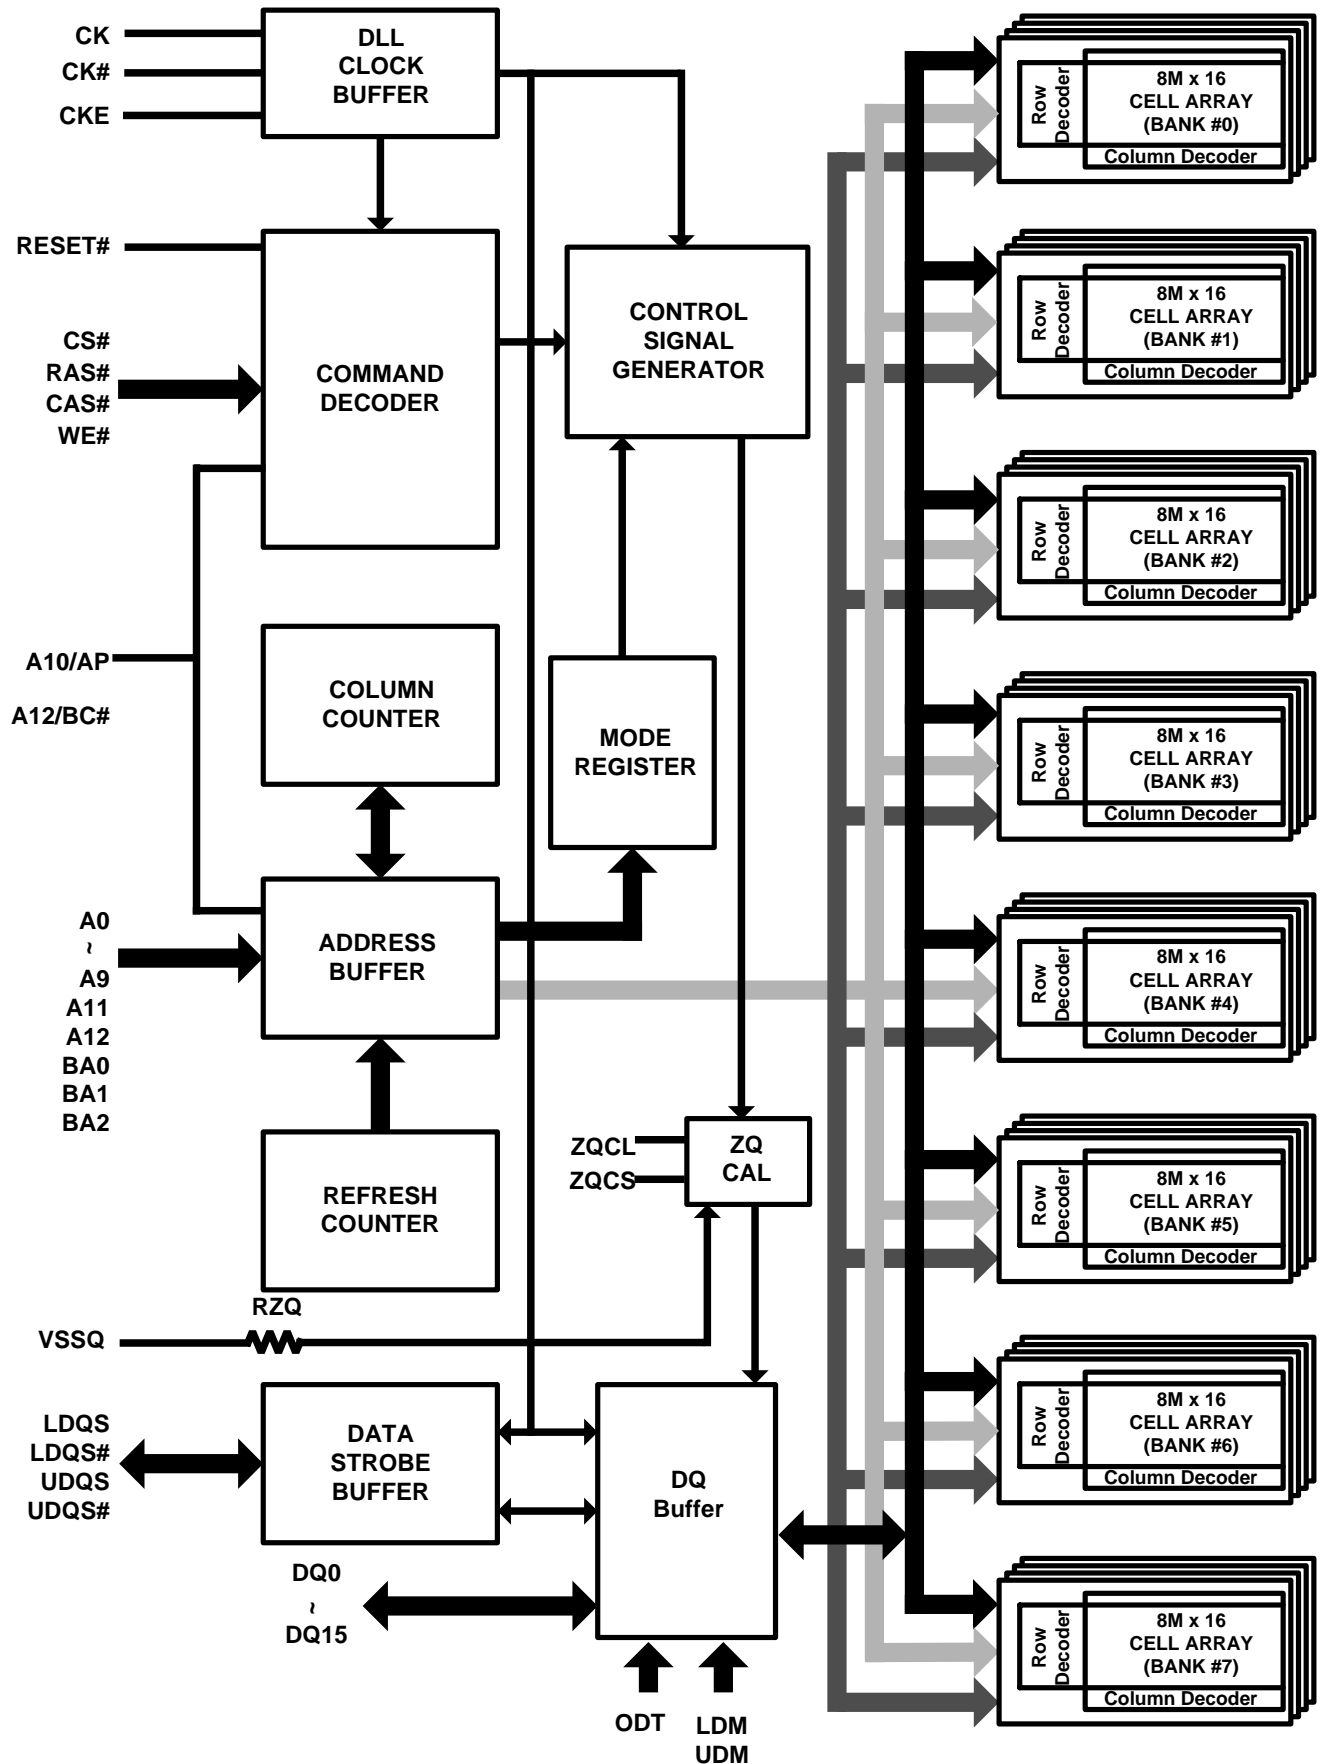 CK
CK#
CKE
DLL
CLOCK
BUFFER
RESET#
CS#
RAS#
CAS#
WE#
COMMAND
DECODER
CONTROL
SIGNAL
GENERATOR
A10/AP
A12/BC#
COLUMN
COUNTER
MODE
REGISTER
A0
~
A9
A11
A12
BA0
BA1
BA2
ADDRESS
BUFFER
REFRESH
COUNTER
ZQCL
ZQCS
ZQ
CAL
RZQ
VSSQ
LDQS
LDQS#
UDQS
UDQS#
DATA
STROBE
BUFFER
DQ
Buffer
DQ0
~
DQ15
ODT
LDM
UDM
Row
Decoder
8M x 16
CELL ARRAY
(BANK #0)
Column Decoder
Row
Decoder
8M x 16
CELL ARRAY
(BANK #1)
Column Decoder
Row
Decoder
8M x 16
CELL ARRAY
(BANK #2)
Column Decoder
Row
Decoder
8M x 16
CELL ARRAY
(BANK #3)
Column Decoder
Row
Decoder
8M x 16
CELL ARRAY
(BANK #4)
Column Decoder
Row
Decoder
8M x 16
CELL ARRAY
(BANK #5)
Column Decoder
Row
Decoder
8M x 16
CELL ARRAY
(BANK #6)
Column Decoder
Row
Decoder
8M x 16
CELL ARRAY
(BANK #7)
Column Decoder